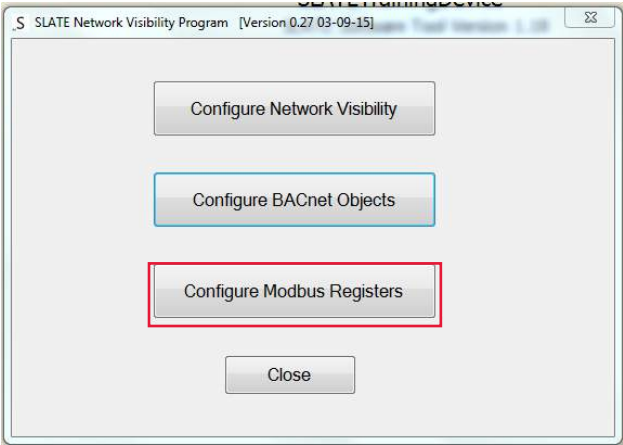 SLATETrainingDevice
S SLATE Network Visibility Program [Version 0.27 03-09-15]
Configure Network Visibility
Configure BACnet Objects
Configure Modbus Registers
Close